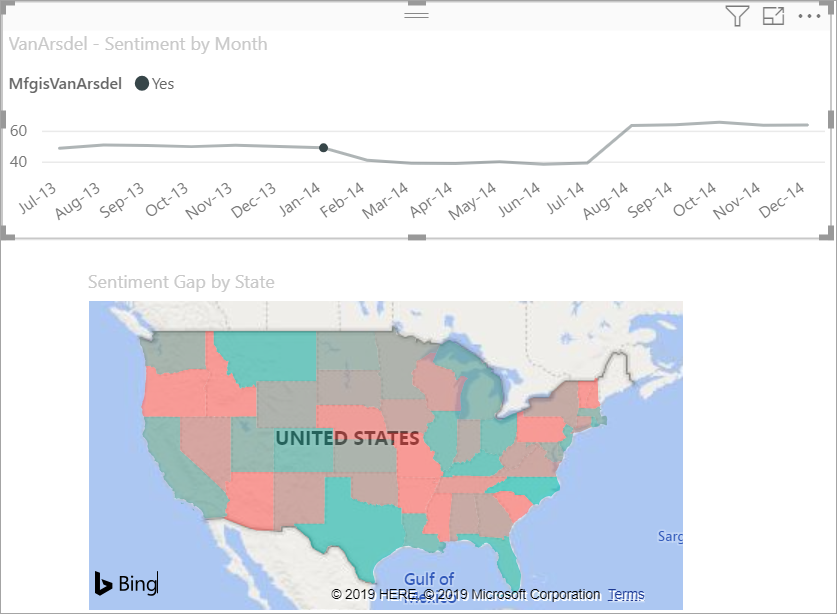 VanArsdel - Sentiment by Month
MfgisVanArsdel Yes
60
40
Jul-13 Aug-13 Sep-13 Oct-13 Nov-13 Dec-13 Jan-14 Feb-14 Mar-14 Apr-14 May-14 Jun-14 Jul-14 Aug-14 Sep-14 Oct-14 Nov-14 Dec-14
Sentiment Gap by State
UNITED STATES
Sarg
Bing
Gulf of
Mexico
© 2019 HERE, © 2019 Microsoft Corporation Terms